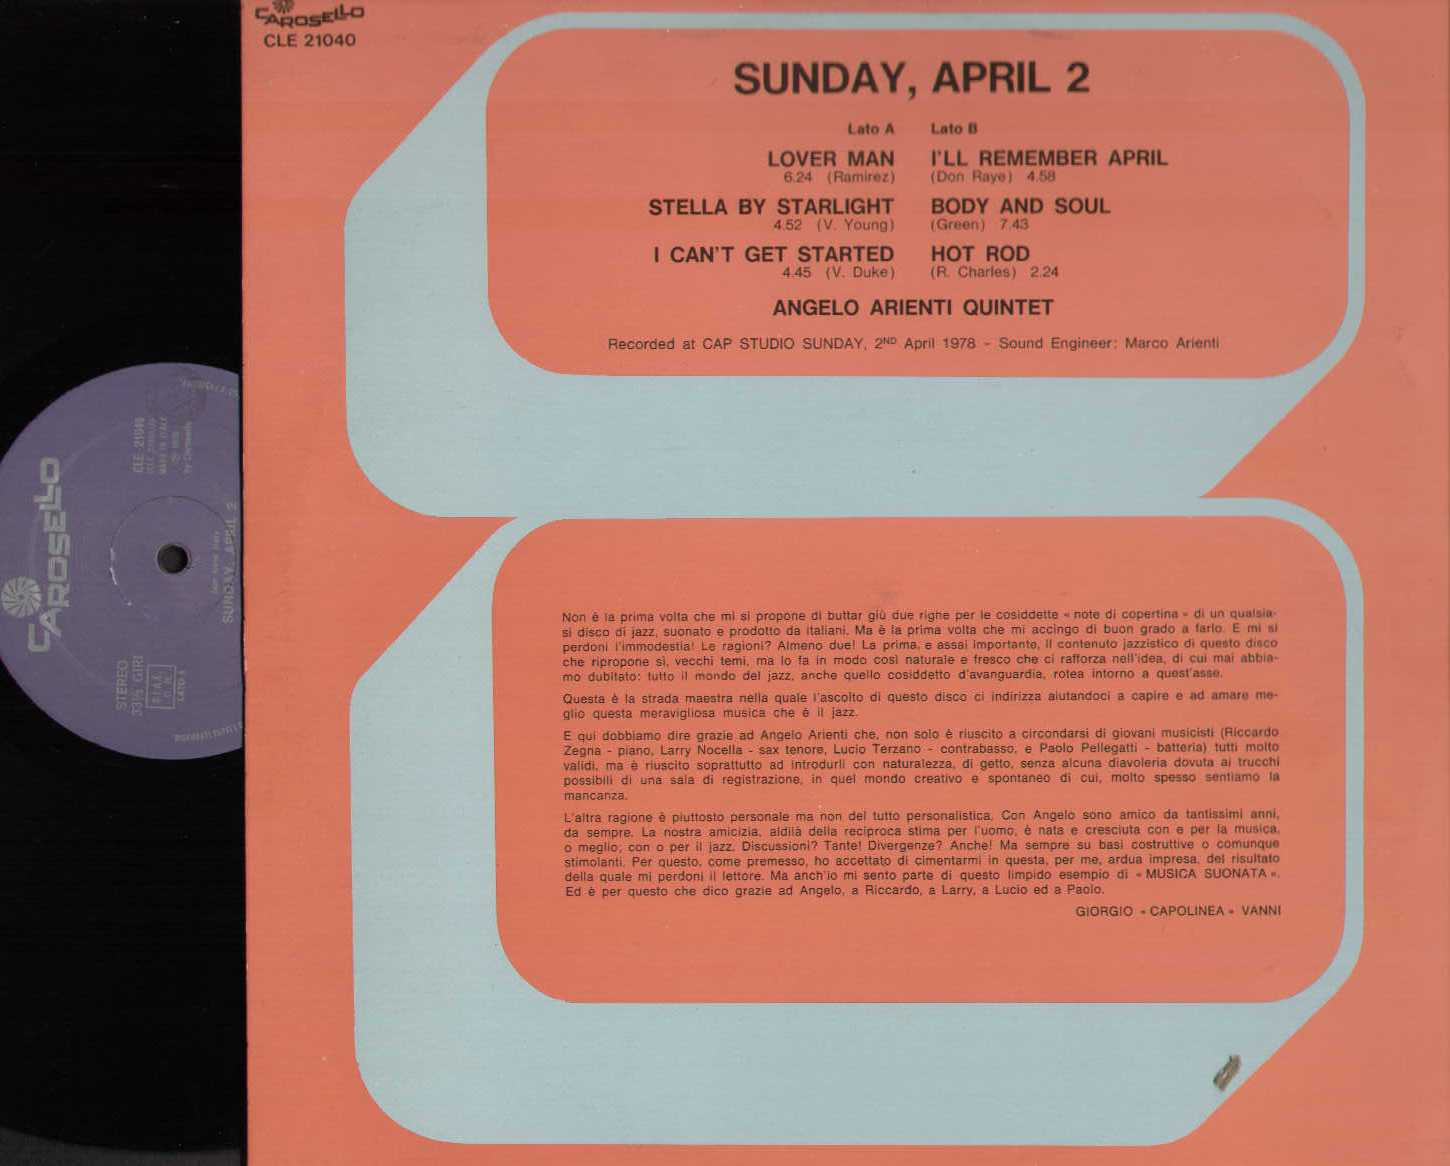 CAROSELLO
CLE 21040
SUNDAY, APRIL 2
Lato A
LOVER MAN
6.24 (Ramirez)
STELLA BY STARLIGHT
4.52 (V. Young)
I CAN'T GET STARTED
4.45 (V. Duke)
Lato B
I'LL REMEMBER APRIL
(Don Raye) 4.58
BODY AND SOUL
(Green) 7.43
HOT ROD
(R. Charles) 2.24
ANGELO ARIENTI QUINTET
Recorded at CAP STUDIO SUNDAY, 2ND April 1978 - Sound Engineer: Marco Arienti
Non è la prima volta che mi si propone di buttar giù due righe per le cosiddette « note di copertina » di un qualsia-
si disco di jazz, suonato e prodotto da italiani. Ma è la prima volta che mi accingo di buon grado a farlo. E mi si
perdoni l'immodestia! Le ragioni? Almeno due! La prima, e assai importante, il contenuto jazzistico di questo disco
che ripropone sì, vecchi temi, ma lo fa in modo così naturale e fresco che ci rafforza nell'idea, di cui mai abbia-
mo dubitato: tutto il mondo del jazz, anche quello cosiddetto d'avanguardia, rotea intorno a quest'asse.
Questa è la strada maestra nella quale l'ascolto di questo disco ci indirizza aiutandoci a capire e ad amare me-
glio questa meravigliosa musica che è il jazz.
E qui dobbiamo dire grazie ad Angelo Arienti che, non solo è riuscito a circondarsi di giovani musicisti (Riccardo
Zegna - piano, Larry Nocella - sax tenore, Lucio Terzano - contrabasso, e Paolo Pellegatti - batteria) tutti molto
validi, ma è riuscito soprattutto ad introdurli con naturalezza, di getto, senza alcuna diavoleria dovuta ai trucchi
possibili di una sala di registrazione, in quel mondo creativo e spontaneo di cui, molto spesso sentiamo la
mancanza.
L'altra ragione è piuttosto personale ma non del tutto personalistica. Con Angelo sono amico da tantissimi anni,
da sempre. La nostra amicizia, aldilà della reciproca stima per l'uomo, è nata e cresciuta con e per la musica,
o meglio; con o per il jazz. Discussioni? Tante! Divergenze? Anche! Ma sempre su basi costruttive o comunque
stimolanti. Per questo, come premesso, ho accettato di cimentarmi in questa, per me, ardua impresa, del risultato
della quale mi perdoni il lettore. Ma anch'io mi sento parte di questo limpido esempio di « MUSICA SUONATA ».
Ed è per questo che dico grazie ad Angelo, a Riccardo, a Larry, a Lucio ed a Paolo.
GIORGIO « CAPOLINEA » VANNI
CAROSELLO
STEREO
33⅓ GIRI
LATO A
CLE 21040
MADE IN ITALY
by Carosello
SUNDAY, APRIL 2